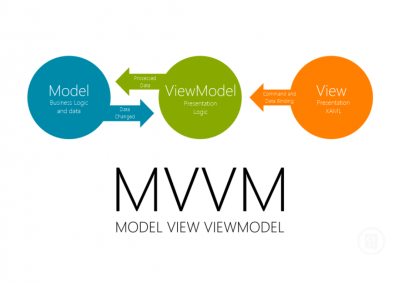 Model
Business Logic
and data
Processed
Data
Data
Changed
ViewModel
Presentation
Logic
Command and
Data Binding
View
Presentation
XAML
MVVM
MODEL VIEW VIEWMODEL